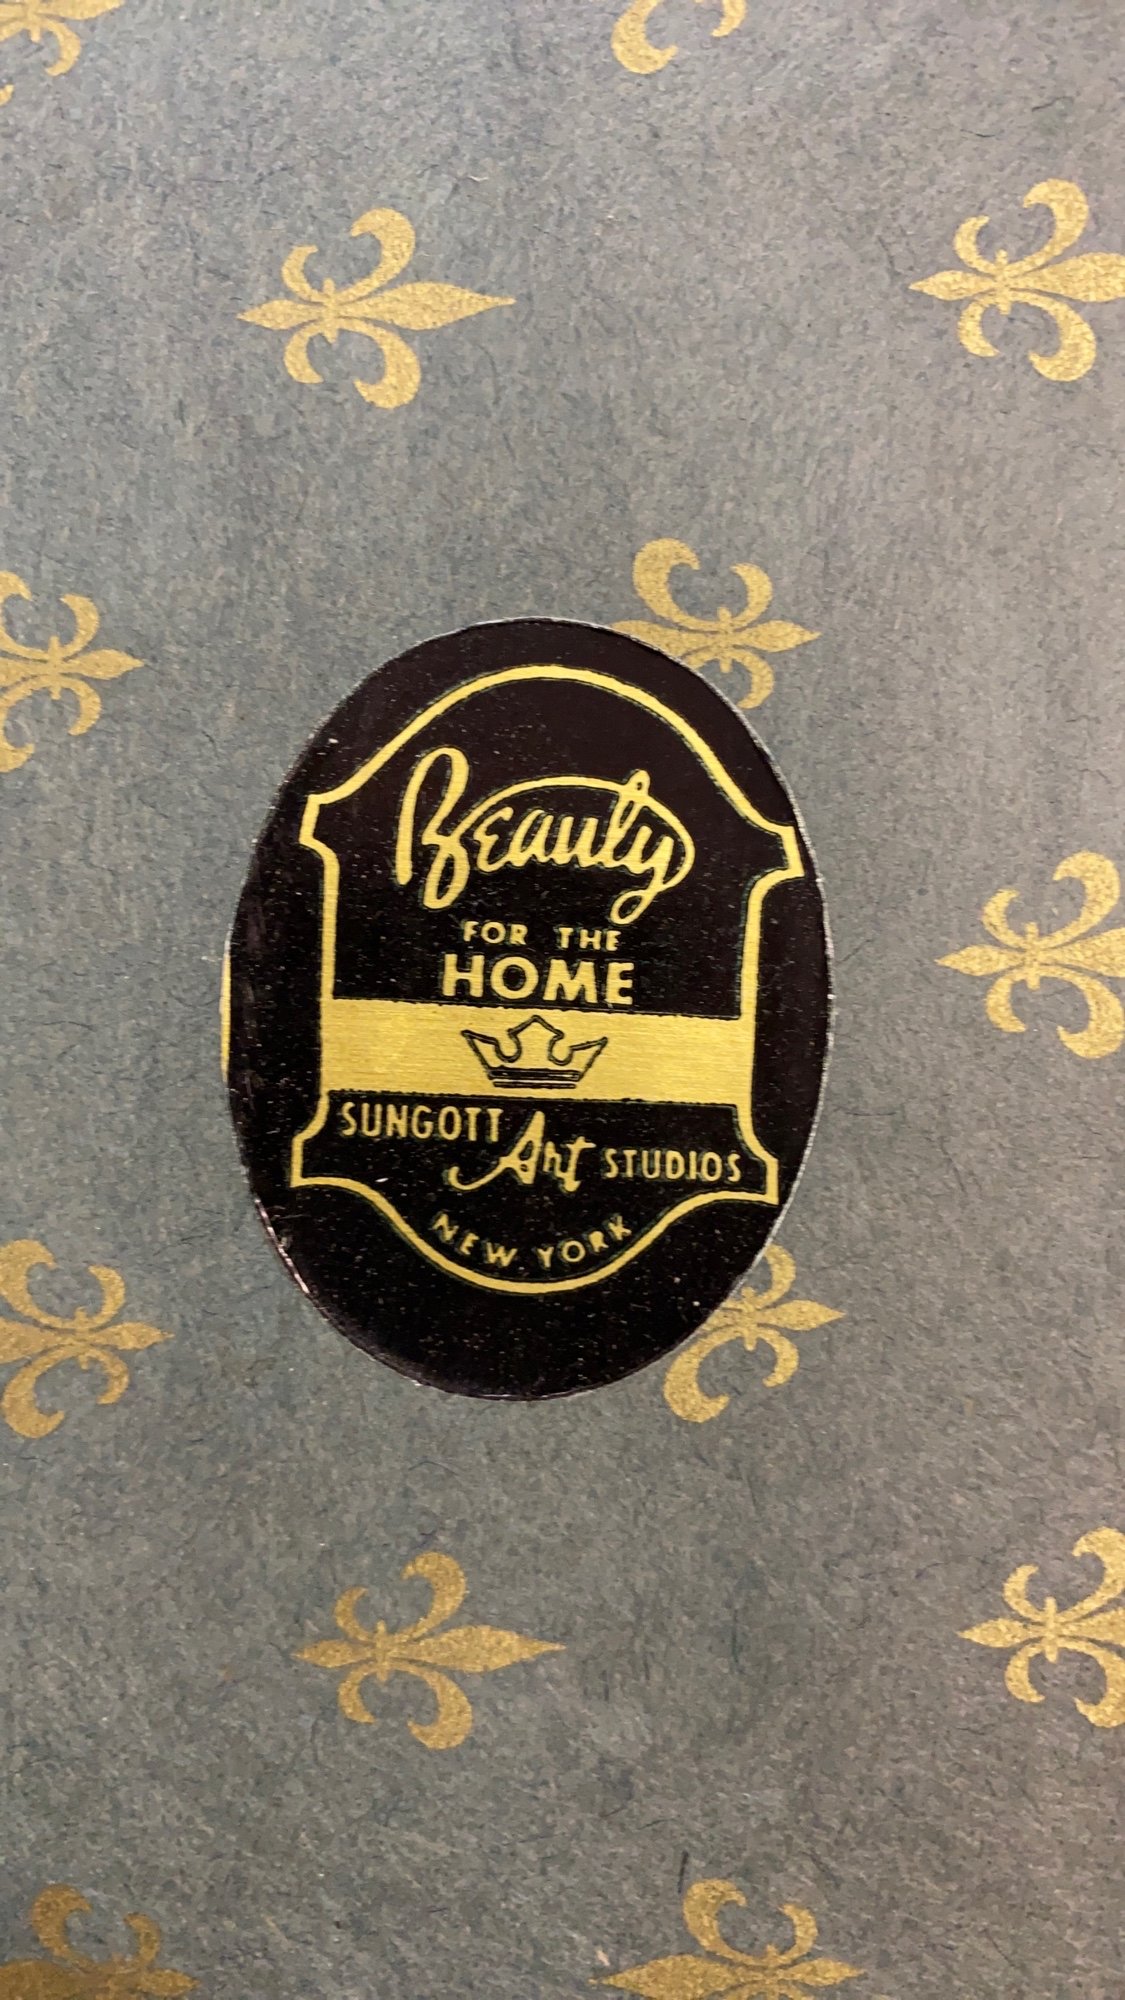 Beauty
FOR THE
HOME
SUNGOTT Art STUDIOS
NEW YORK